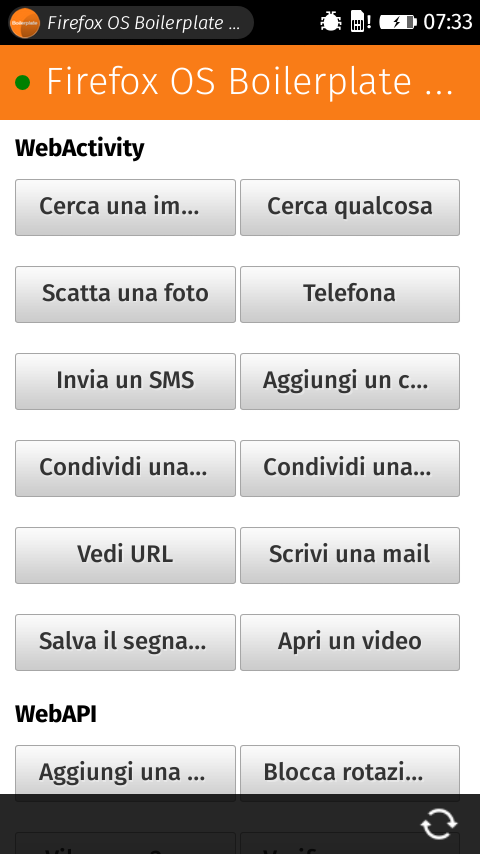 Firefox OS Boilerplate ...
07:33
Firefox OS Boilerplate ...
WebActivity
Cerca una im...
Cerca qualcosa
Scatta una foto
Telefona
Invia un SMS
Aggiungi un c...
Condividi una...
Condividi una...
Vedi URL
Scrivi una mail
Salva il segna...
Apri un video
WebAPI
Aggiungi una ...
Blocca rotazi...